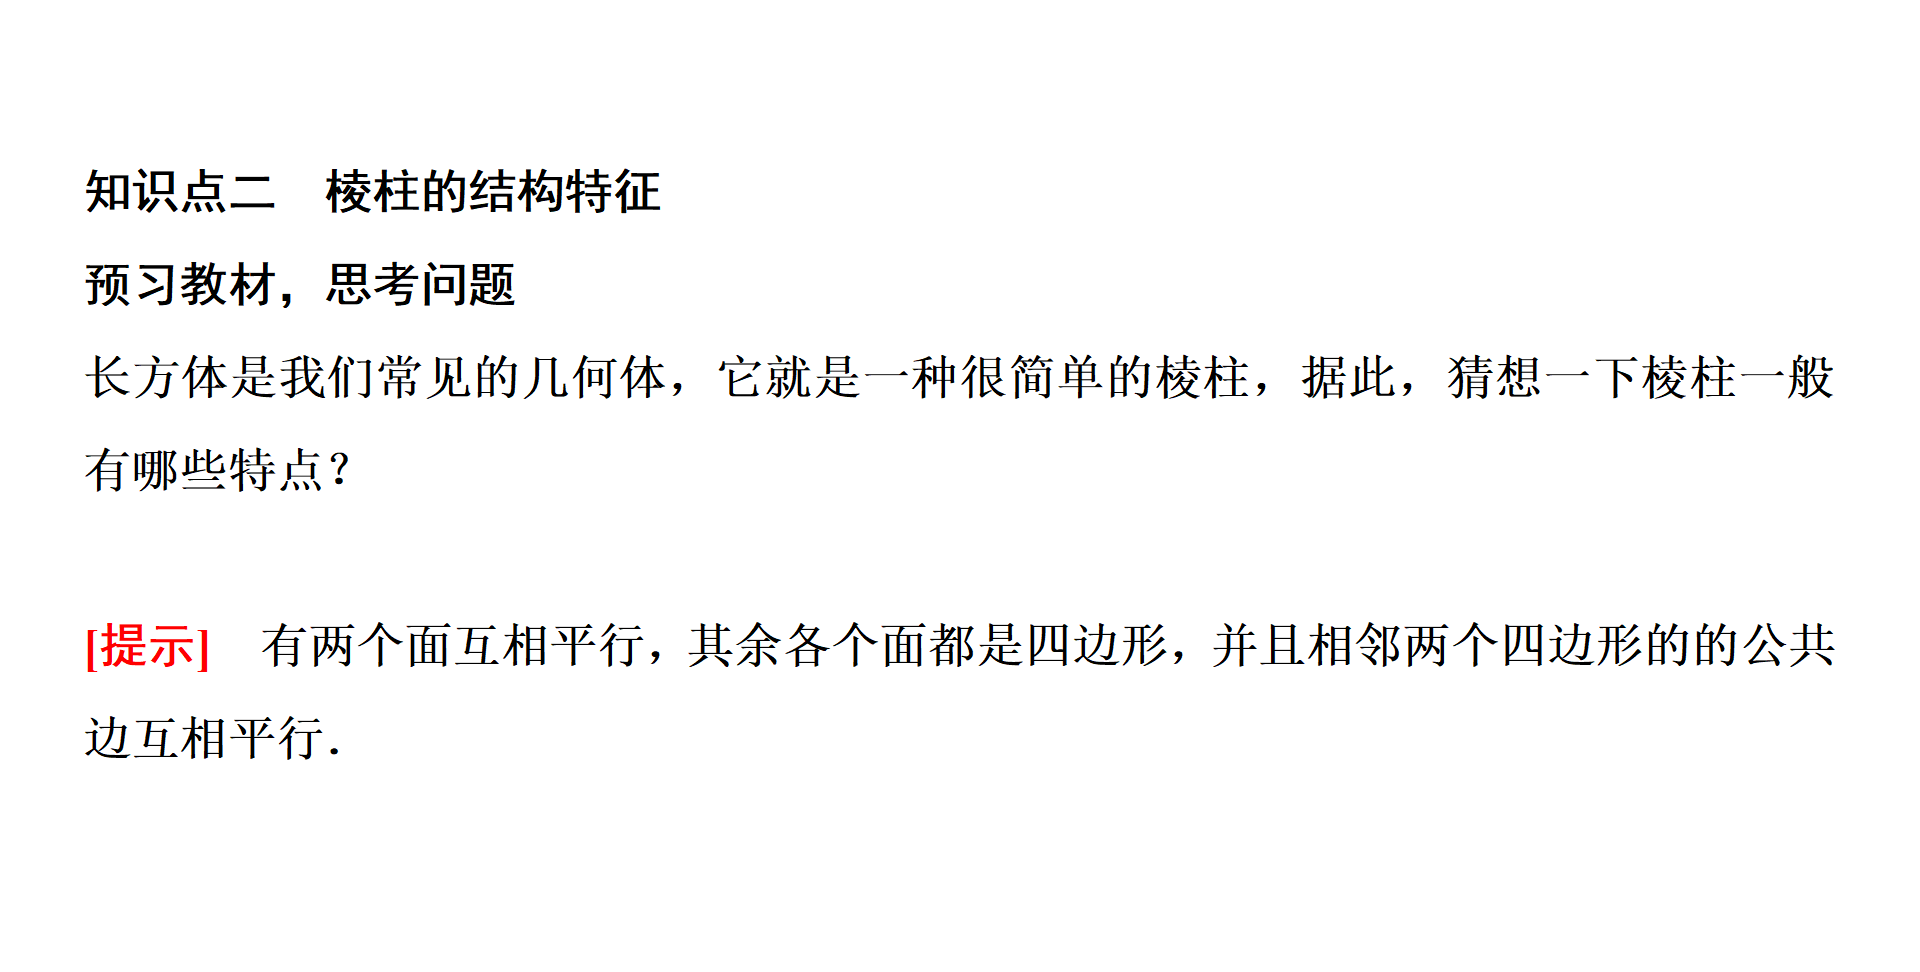 知识点二　棱柱的结构特征
预习教材，思考问题
长方体是我们常见的几何体，它就是一种很简单的棱柱，据此，猜想一下棱柱一般
有哪些特点？
[提示]　有两个面互相平行，其余各个面都是四边形，并且相邻两个四边形的的公共
边互相平行．